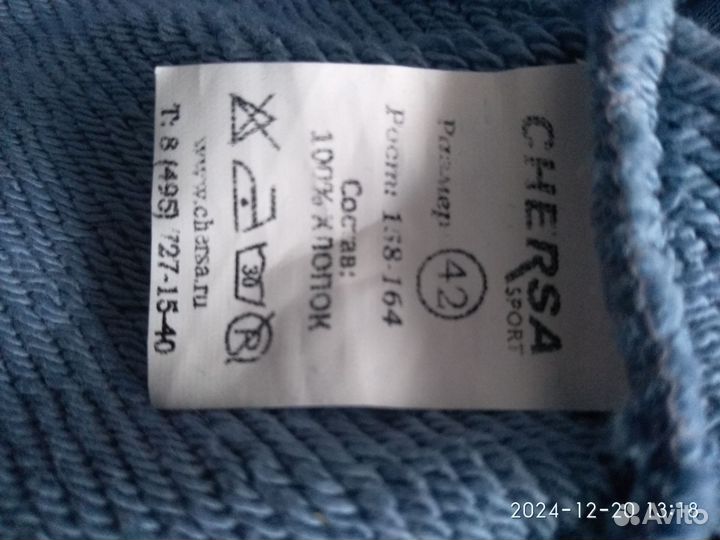 CHERSA
SPORT
Размер: 42
Рост: 158-164
Состав:
100% ХЛОПОК
30
P
www.chersa.ru
Т: 8 (495) 727-15-40
2024-12-20 13:18
Avito